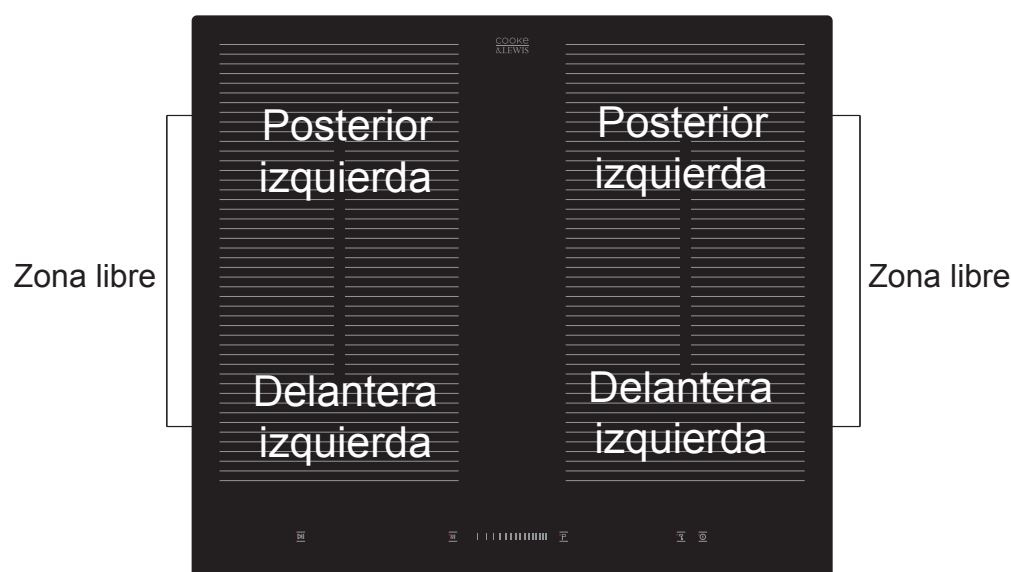 COOKE
&LEWIS
Posterior
izquierda
Posterior
izquierda
Zona libre
Zona libre
Delantera
izquierda
Delantera
izquierda
P